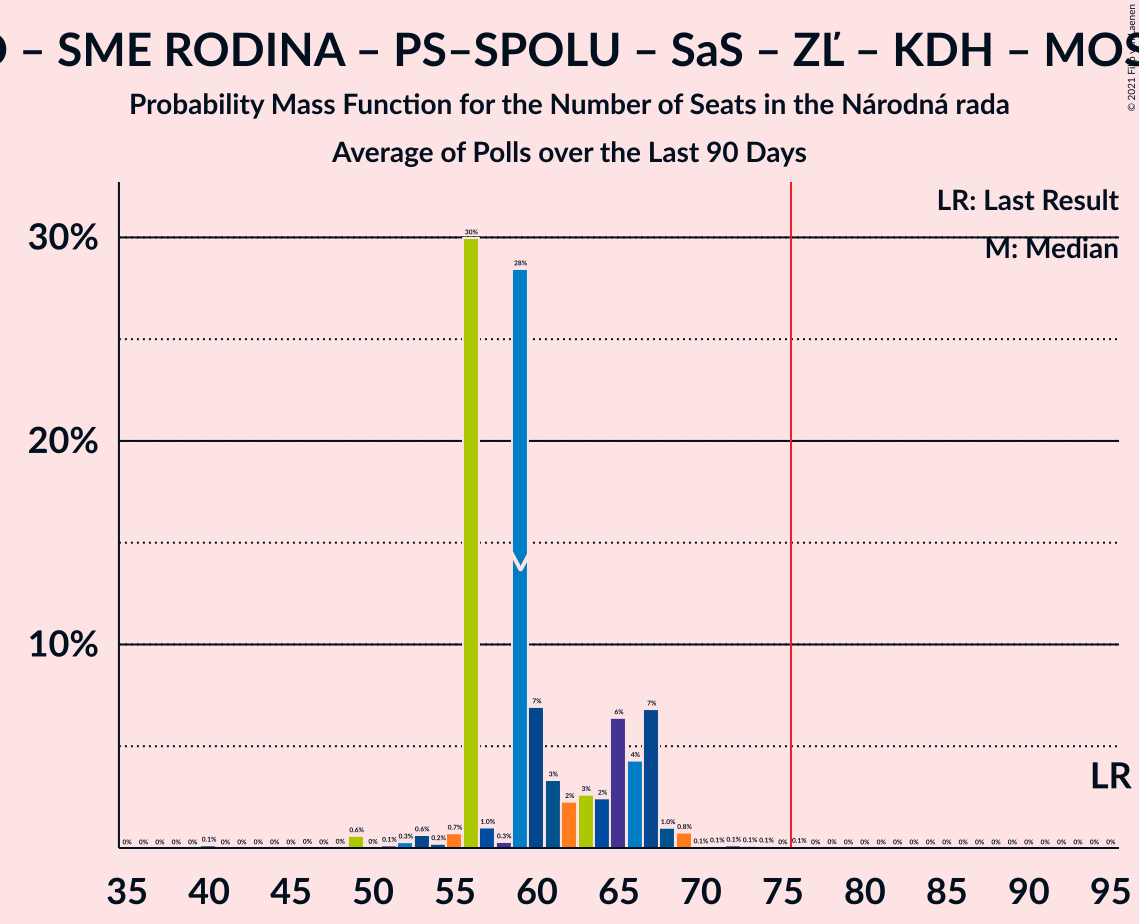 – SME RODINA – PS–SPOLU – SaS – ZĽ – KDH –
Probability Mass Function for the Number of Seats in the Národná rada
Average of Polls over the Last 90 Days
© 2021
LR: Last Result
M: Median
30%
20%
10%
30% 28% 7% 3% 2% 3% 2% 6% 4% 7%
0% 0% 0% 0% 0% 0.1% 0% 0% 0% 0% 0% 0% 0% 0% 0.6% 0% 0.1% 0.3% 0.6% 0.2% 0.7% 1.0% 0.3% 1.0% 0.8% 0.1% 0.1% 0.1% 0.1% 0.1% 0% 0.1% 0% 0% 0% 0% 0% 0% 0% 0% 0% 0% 0% 0% 0% 0% 0% 0% 0% 0% 0%
LR
35 40 45 50 55 60 65 70 75 80 85 90 95